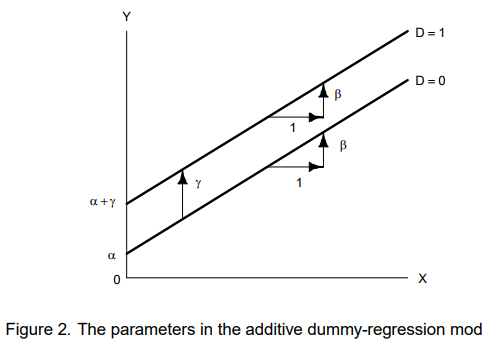 Y
D = 1
D = 0
β
1
β
γ
1
α + γ
α
0
X
Figure 2. The parameters in the additive dummy-regression mod